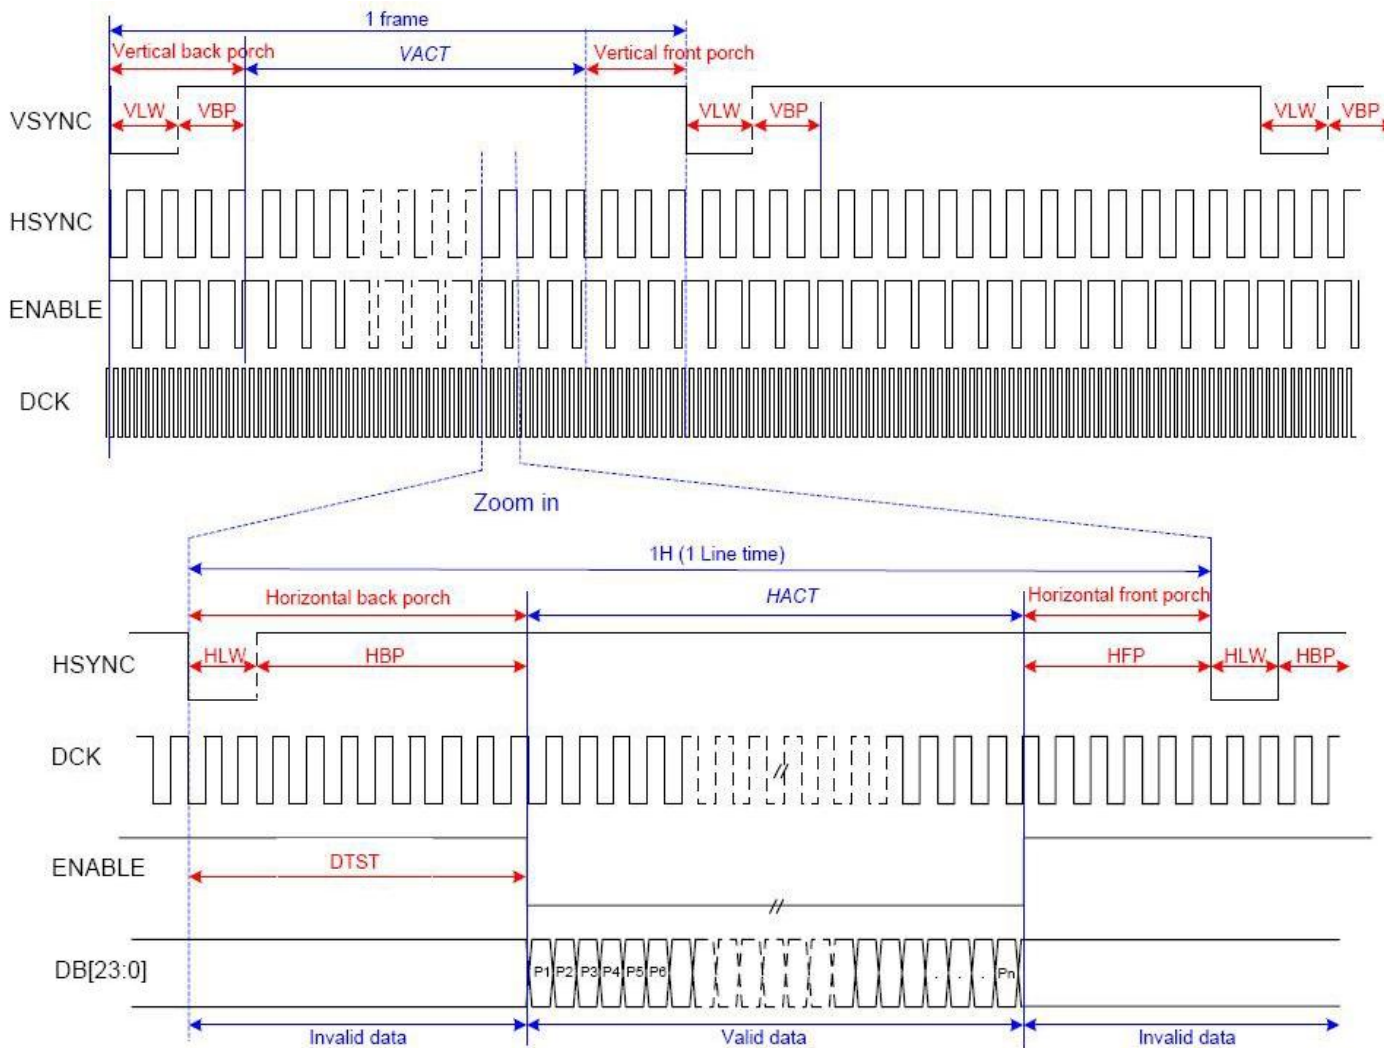 1 frame
Vertical back porch VACT Vertical front porch
VSYNC VLW VBP VLW VBP VLW VBP
HSYNC
ENABLE
DCK
Zoom in
1H (1 Line time)
Horizontal back porch HACT Horizontal front porch
HSYNC HLW HBP HFP HLW HBP
DCK //
ENABLE DTST
//
DB[23:0] P1 P2 P3 P4 P5 P6 . . . Pn
Invalid data Valid data Invalid data